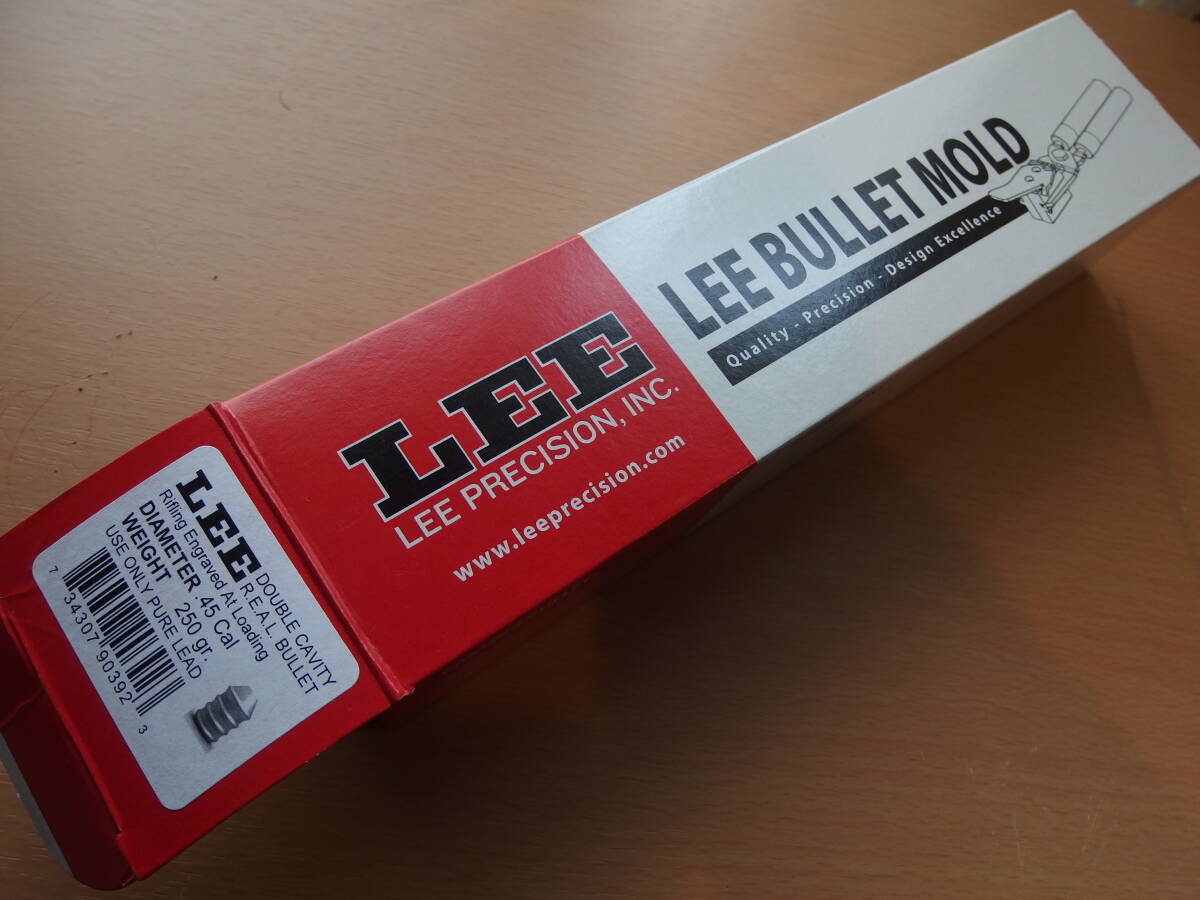 LEE BULLET MOLD
Quality - Precision - Design Excellence
LEE
LEE PRECISION, INC.
www.leeprecision.com
LEE DOUBLE CAVITY
R.E.A.L. BULLET
Rifling Engraved At Loading
DIAMETER .45 Cal
WEIGHT 250 gr.
USE ONLY PURE LEAD
7 34307 90392 3